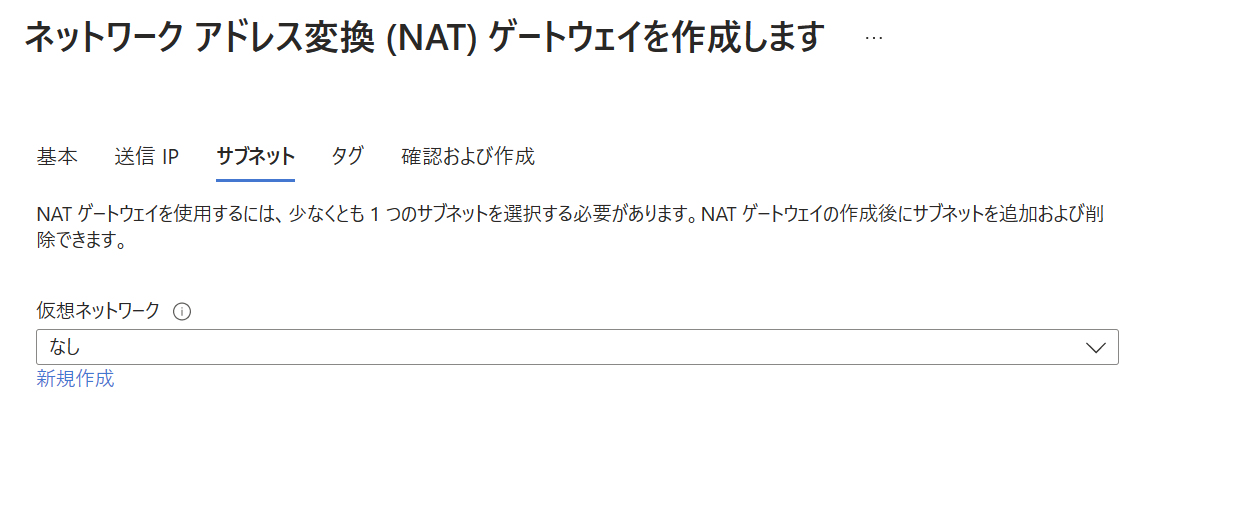 ネットワーク アドレス変換 (NAT) ゲートウェイを作成します ...
基本 送信 IP サブネット タグ 確認および作成
NAT ゲートウェイを使用するには、少なくとも 1 つのサブネットを選択する必要があります。NAT ゲートウェイの作成後にサブネットを追加および削
除できます。
仮想ネットワーク
なし
新規作成